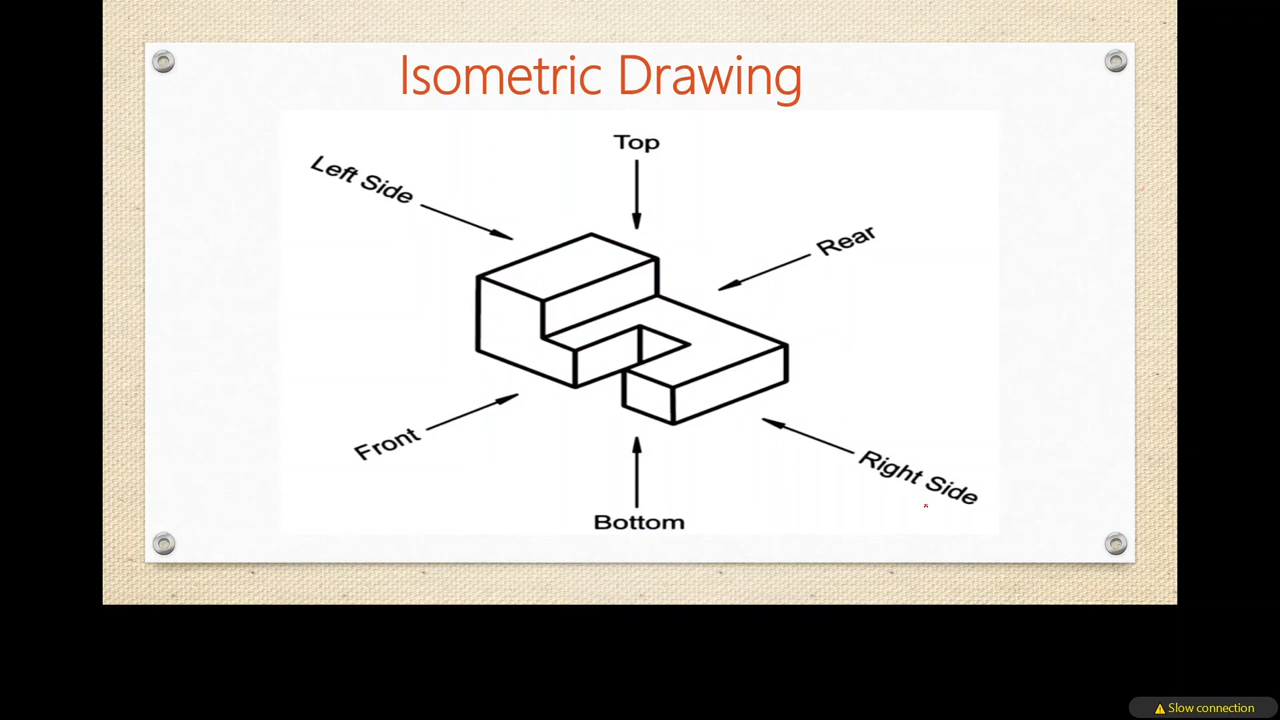 Isometric Drawing
Top
Left Side
Rear
Front
Right Side
Bottom
Slow connection